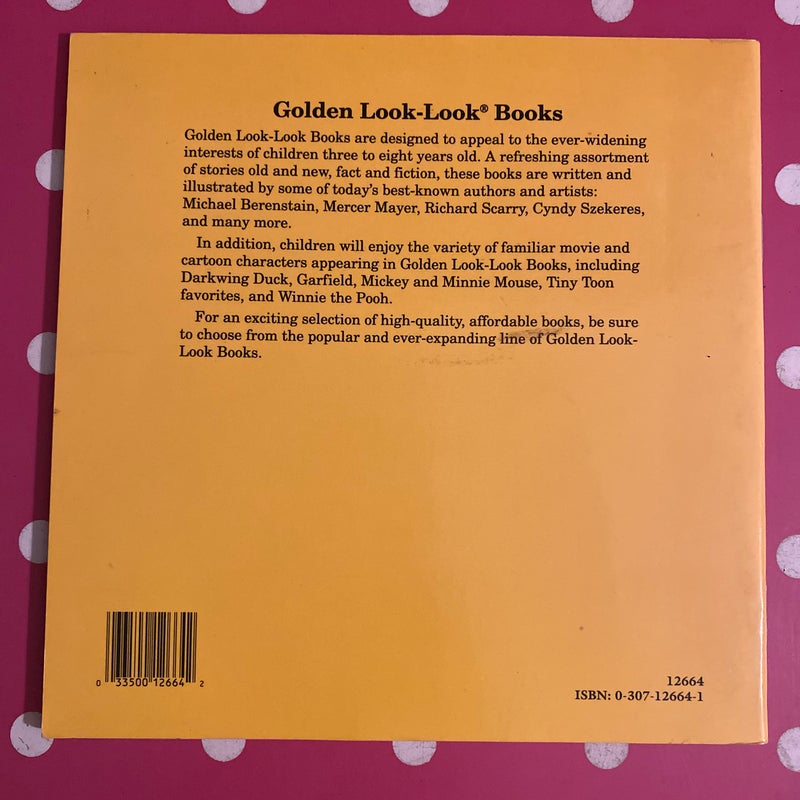 Golden Look-Look® Books
Golden Look-Look Books are designed to appeal to the ever-widening
interests of children three to eight years old. A refreshing assortment
of stories old and new, fact and fiction, these books are written and
illustrated by some of today's best-known authors and artists:
Michael Berenstain, Mercer Mayer, Richard Scarry, Cyndy Szekeres,
and many more.
In addition, children will enjoy the variety of familiar movie and
cartoon characters appearing in Golden Look-Look Books, including
Darkwing Duck, Garfield, Mickey and Minnie Mouse, Tiny Toon
favorites, and Winnie the Pooh.
For an exciting selection of high-quality, affordable books, be sure
to choose from the popular and ever-expanding line of Golden Look-
Look Books.
0 33500 12664 2
12664
ISBN: 0-307-12664-1